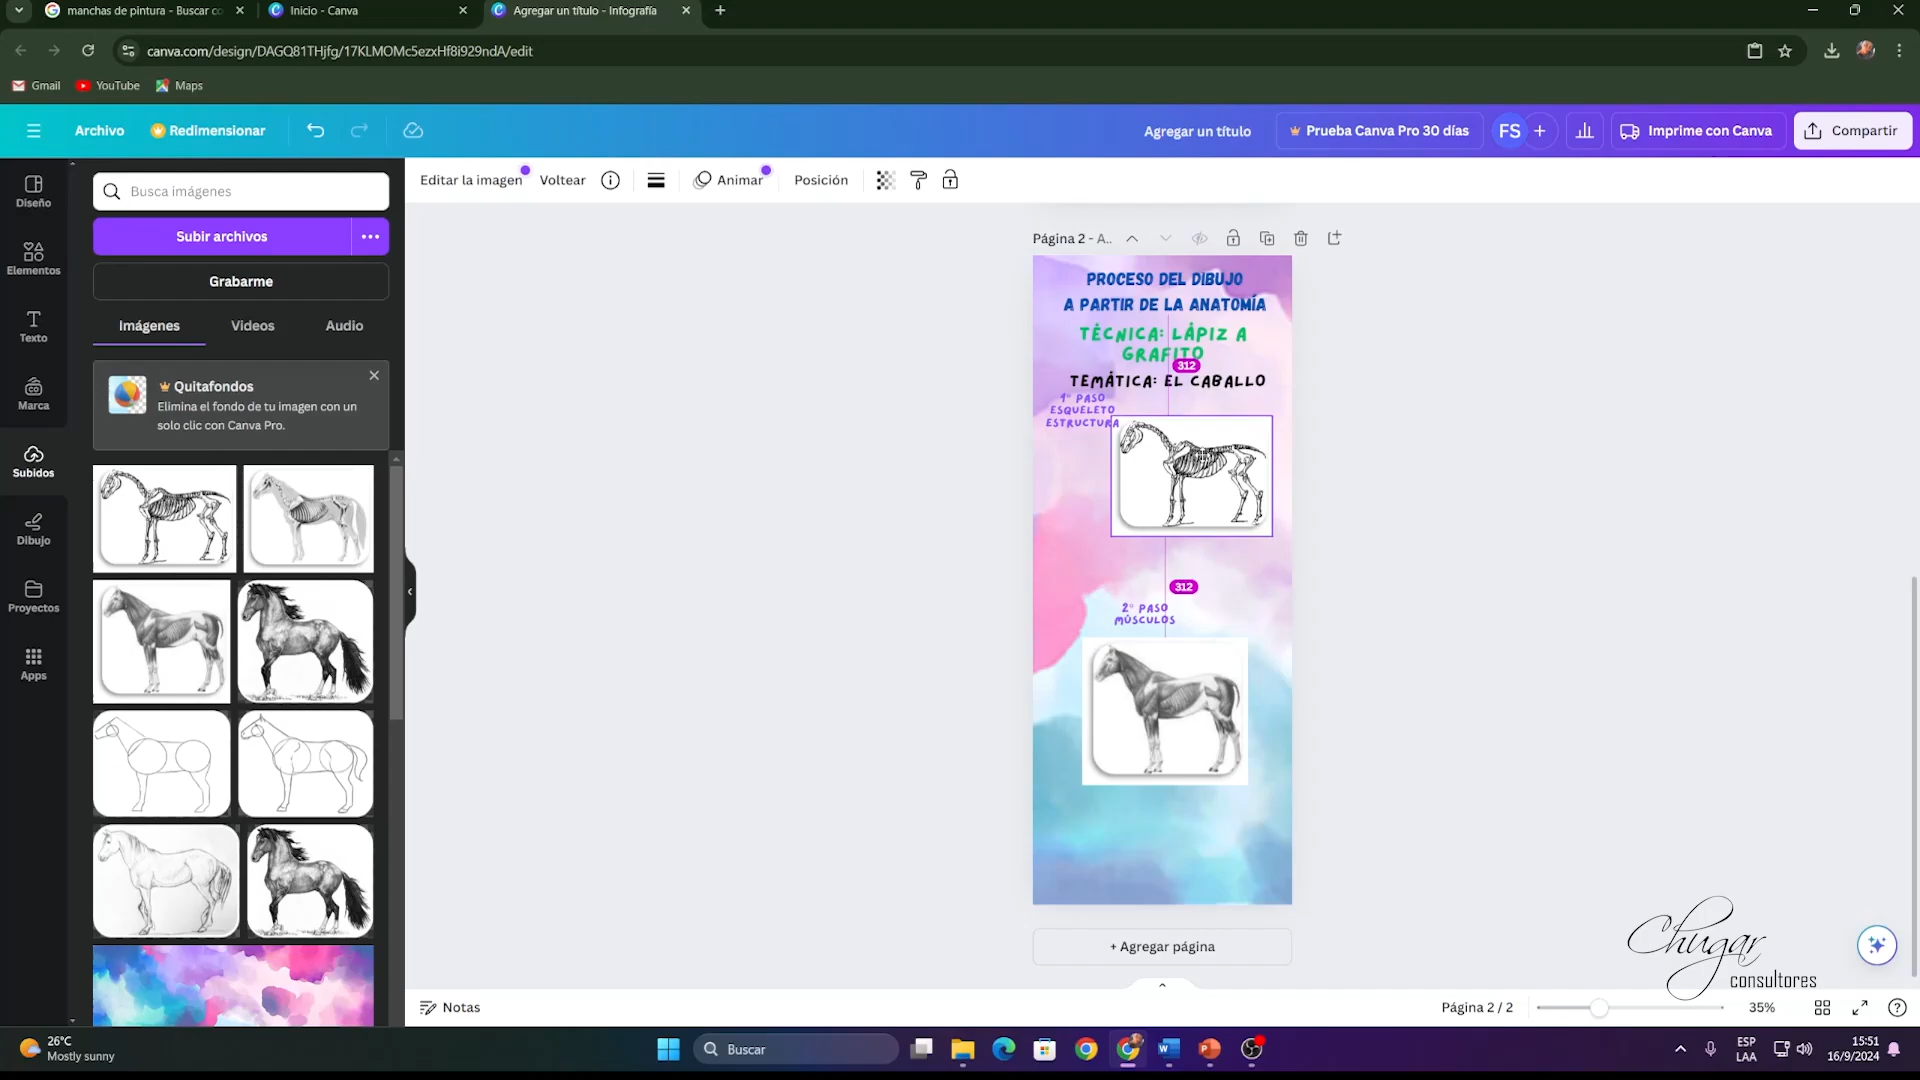 manchas de pintura - Buscar co
Inicio - Canva
Agregar un título - Infografía
canva.com/design/DAGQ81THjfg/17KLMOMc5ezxHf8i929ndA/edit
Gmail
YouTube
Maps
Archivo
Redimensionar
Agregar un título
Prueba Canva Pro 30 días
FS
Imprime con Canva
Compartir
Diseño
Elementos
Texto
Marca
Subidos
Dibujo
Proyectos
Apps
Busca imágenes
Subir archivos
Grabarme
Imágenes
Videos
Audio
Quitafondos
Elimina el fondo de tu imagen con un
solo clic con Canva Pro.
Editar la imagen
Voltear
Animar
Posición
Página 2 - A..
PROCESO DEL DIBUJO
A PARTIR DE LA ANATOMÍA
TÉCNICA: LÁPIZ A
GRAFITO
312
TEMÁTICA: EL CABALLO
1° PASO
ESQUELETO
ESTRUCTURA
312
2° PASO
MÚSCULOS
+ Agregar página
Chugar
consultores
Notas
Página 2 / 2
35%
26°C
Mostly sunny
Buscar
ESP
LAA
15:51
16/9/2024